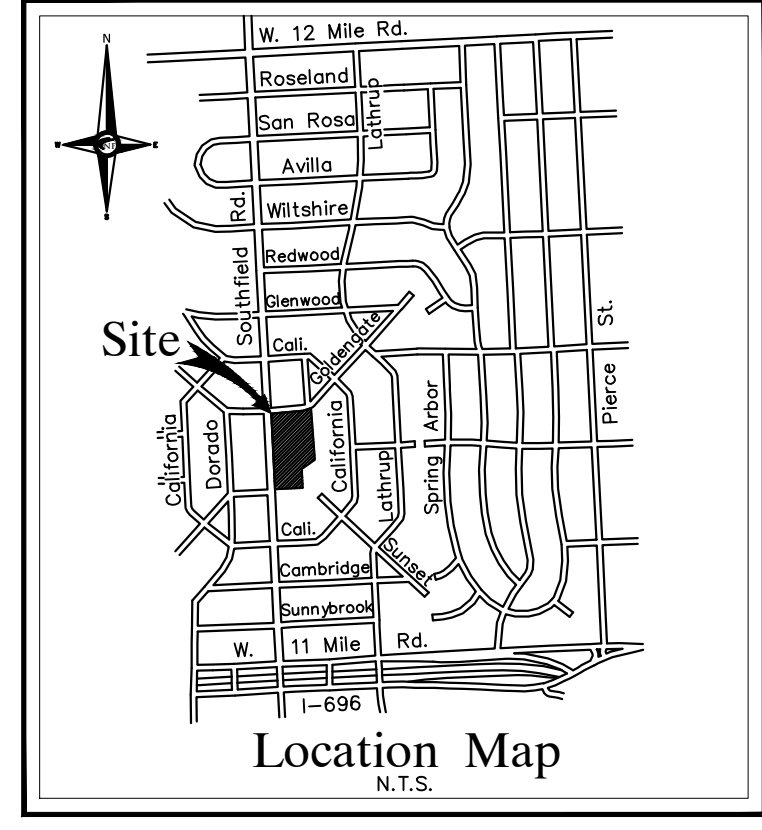 W. 12 Mile Rd.
N
Roseland
Lathrup
San Rosa
W
NF
E
Avilla
S
Rd.
Wiltshire
Southfield
Redwood
Glenwood
St.
Site
Cali.
Goldengate
Pierce
California
Dorado
California
Lathrup
Spring Arbor
Cali.
Sunset
Cambridge
Sunnybrook
W. 11 Mile Rd.
I-696
Location Map
N.T.S.